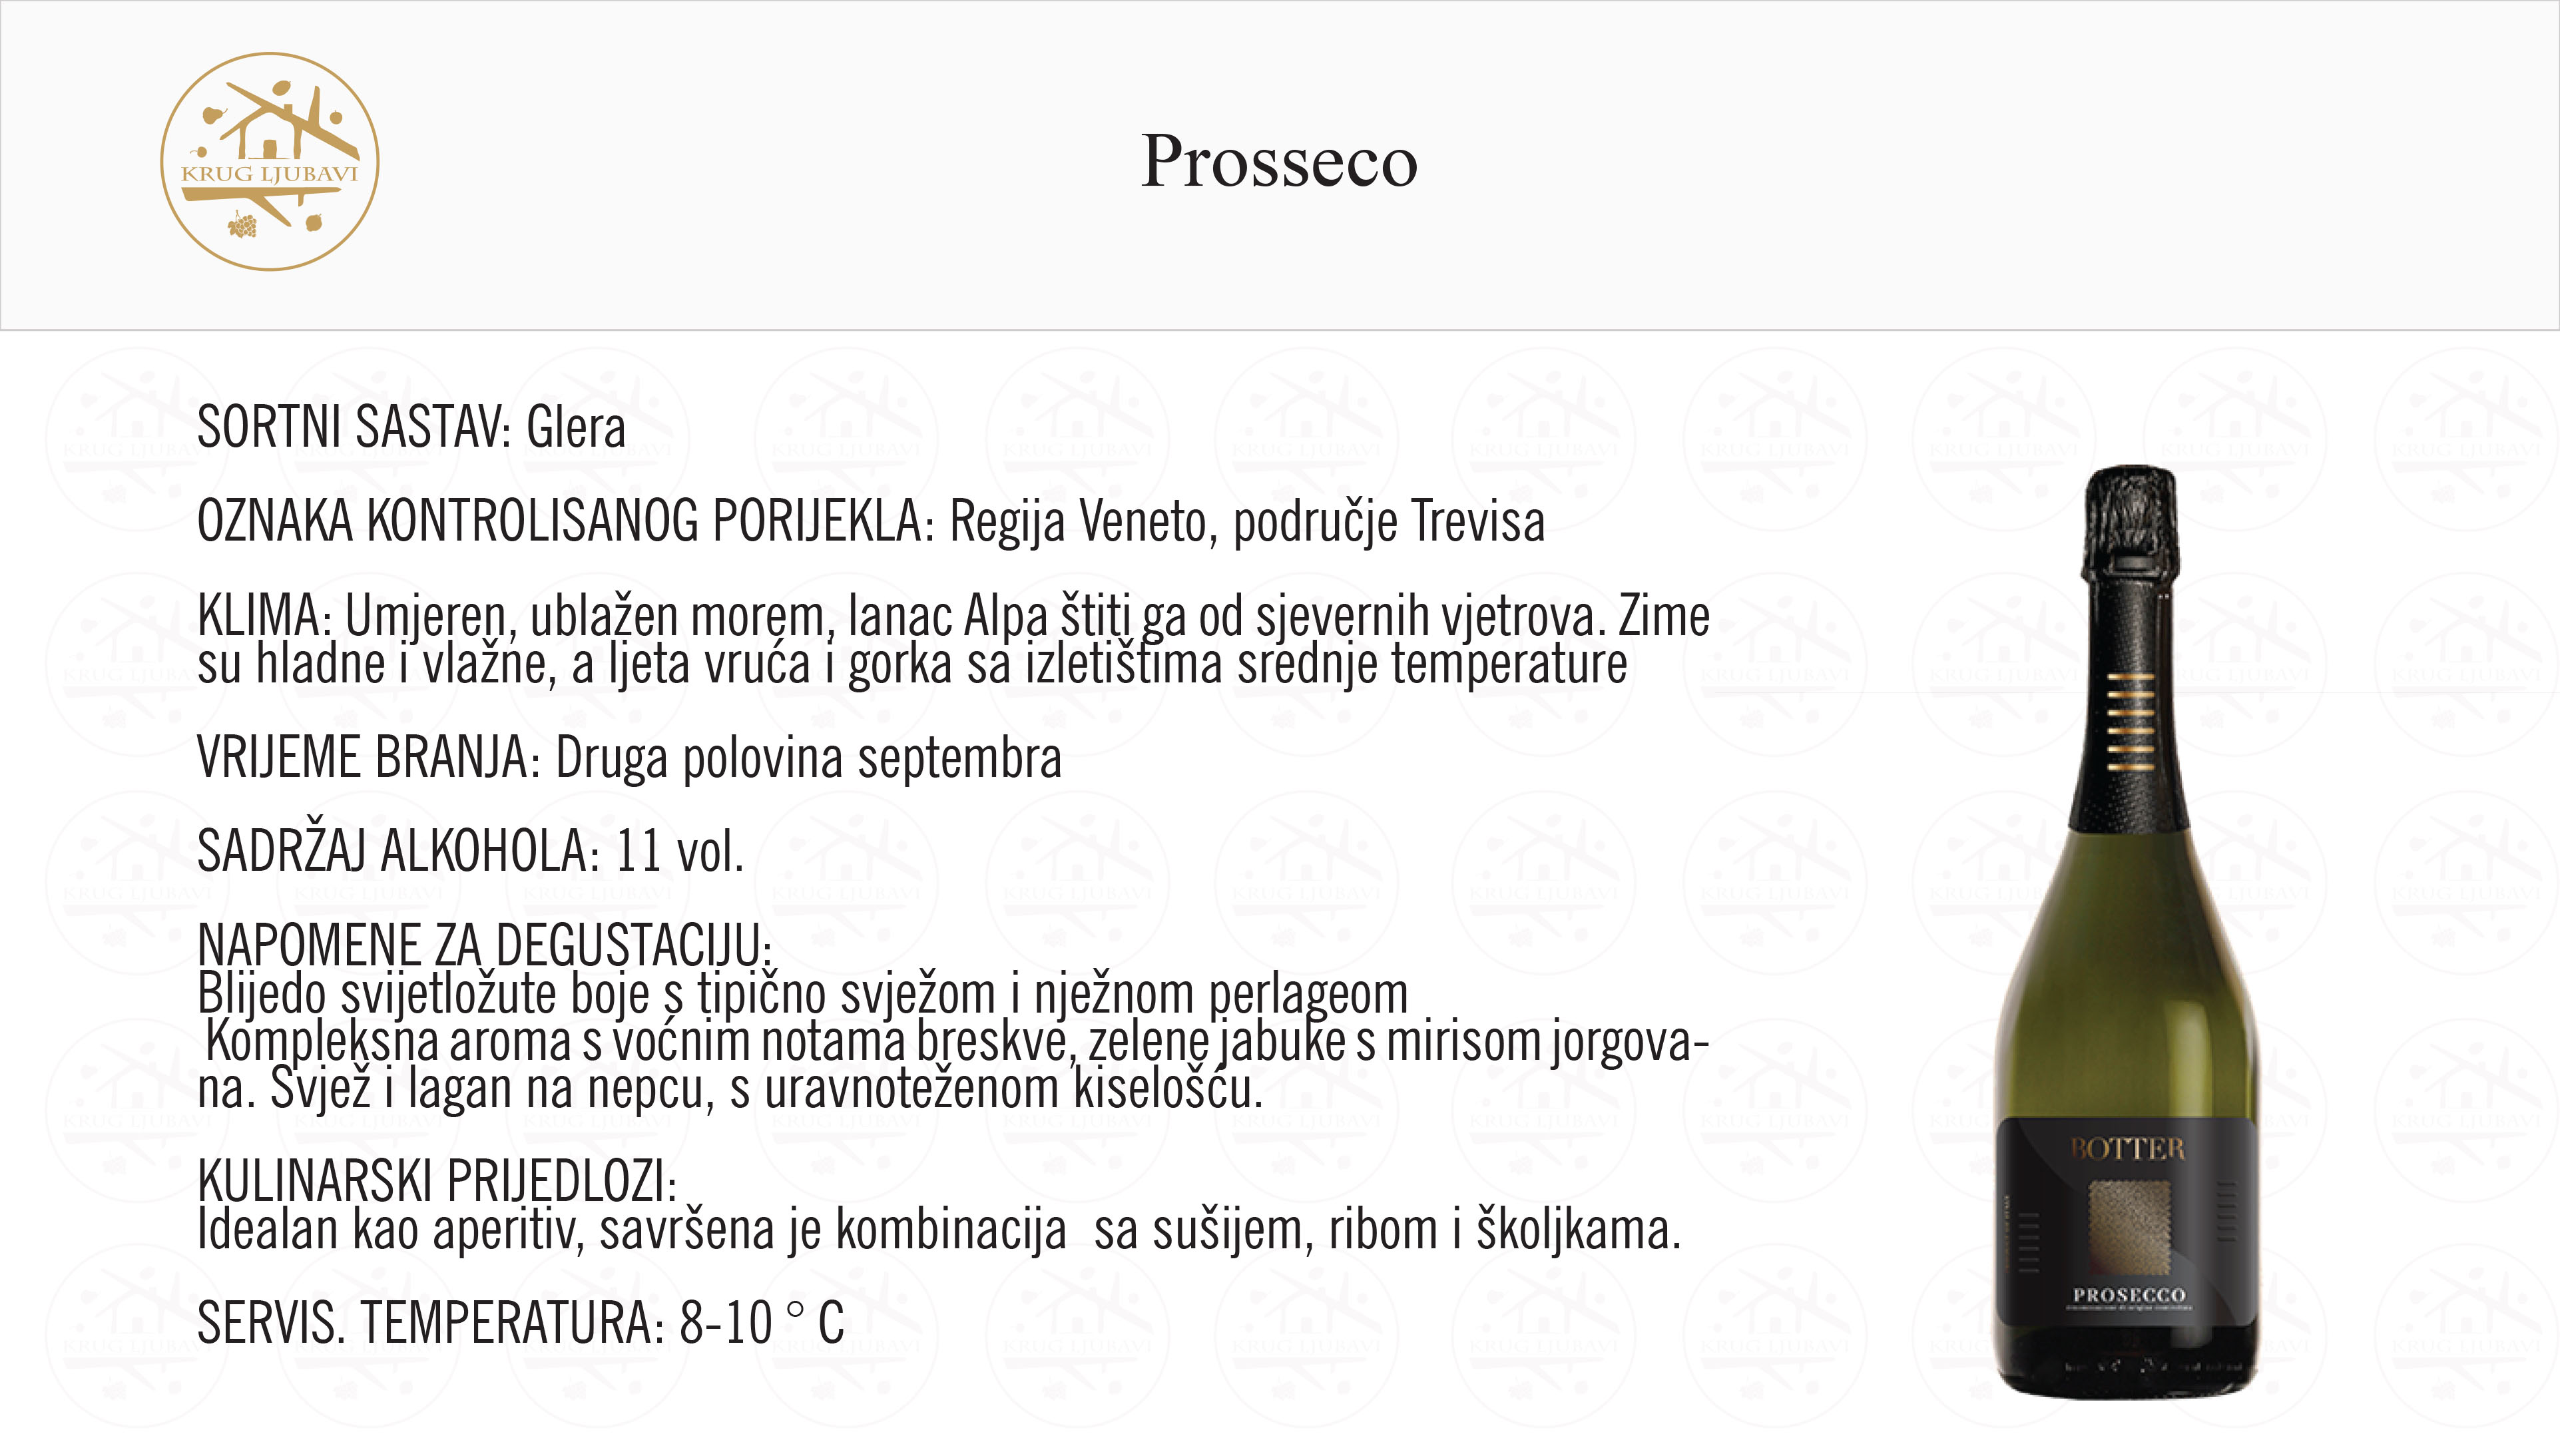 KRUG LJUBAVI
Prosseco
SORTNI SASTAV: Glera
OZNAKA KONTROLISANOG PORIJEKLA: Regija Veneto, područje Trevisa
KLIMA: Umjeren, ublažen morem, lanac Alpa štiti ga od sjevernih vjetrova. Zime
su hladne i vlažne, a ljeta vruća i gorka sa izletištima srednje temperature
VRIJEME BRANJA: Druga polovina septembra
SADRŽAJ ALKOHOLA: 11 vol.
NAPOMENE ZA DEGUSTACIJU:
Blijedo svijetložute boje s tipično svježom i nježnom perlageom
Kompleksna aroma s voćnim notama breskve, zelene jabuke s mirisom jorgova-
na. Svjež i lagan na nepcu, s uravnoteženom kiselošću.
KULINARSKI PRIJEDLOZI:
Idealan kao aperitiv, savršena je kombinacija  sa sušijem, ribom i školjkama.
SERVIS. TEMPERATURA: 8-10 ° C
BOTTER
PROSECCO